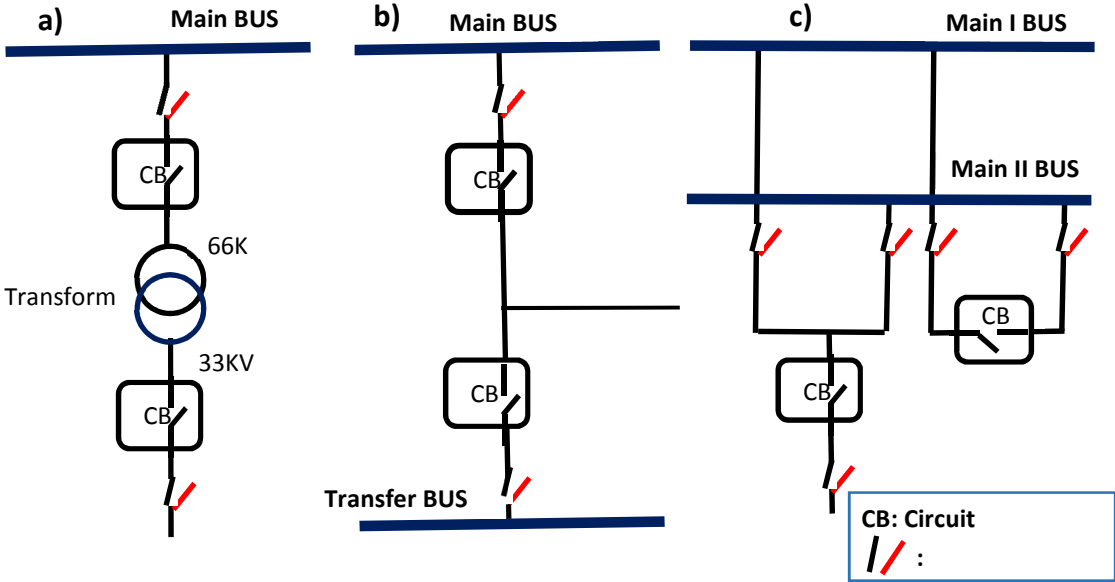 a)
Main BUS
CB
66K
Transform
33KV
CB
b)
Main BUS
CB
CB
Transfer BUS
c)
Main I BUS
Main II BUS
CB
CB
CB: Circuit
: